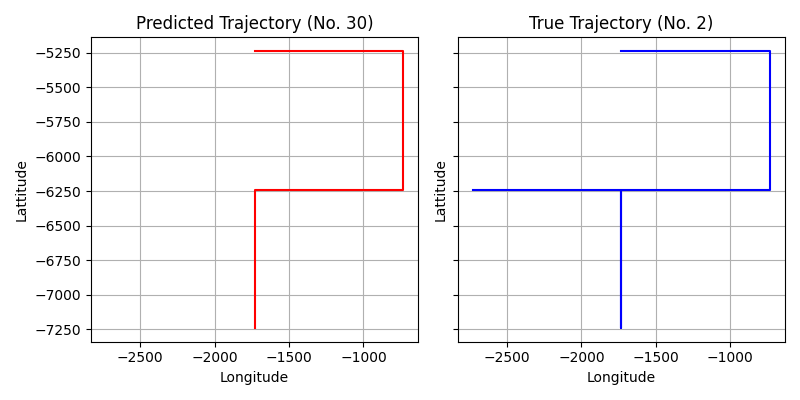 Predicted Trajectory (No. 30)
True Trajectory (No. 2)
−5250
−5500
−5750
−6000
−6250
−6500
−6750
−7000
−7250
Lattitude
Lattitude
−2500 −2000 −1500 −1000
−2500 −2000 −1500 −1000
Longitude
Longitude